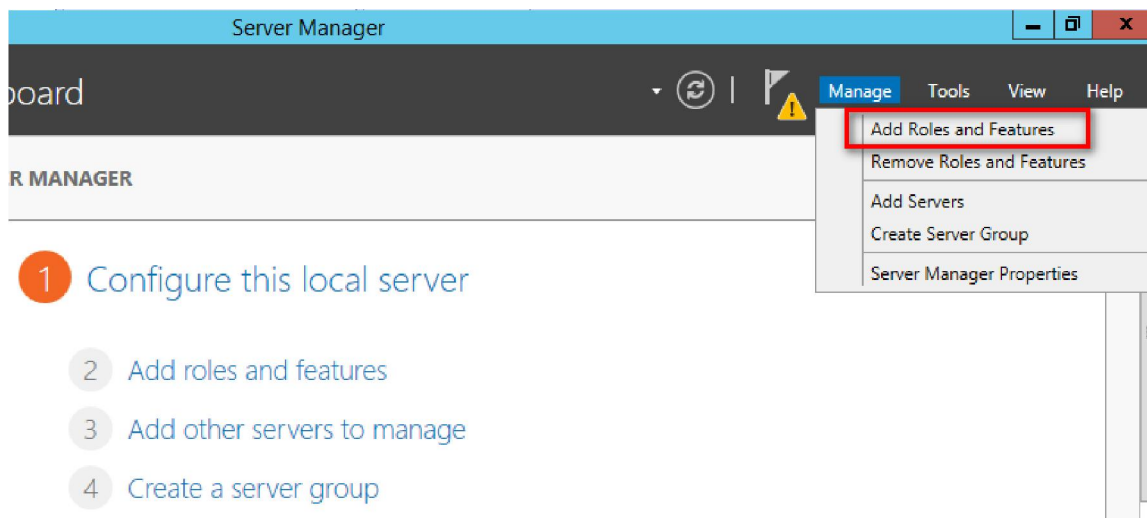 Server Manager
board
Manage Tools View Help
Add Roles and Features
Remove Roles and Features
Add Servers
Create Server Group
Server Manager Properties
R MANAGER
1 Configure this local server
2 Add roles and features
3 Add other servers to manage
4 Create a server group